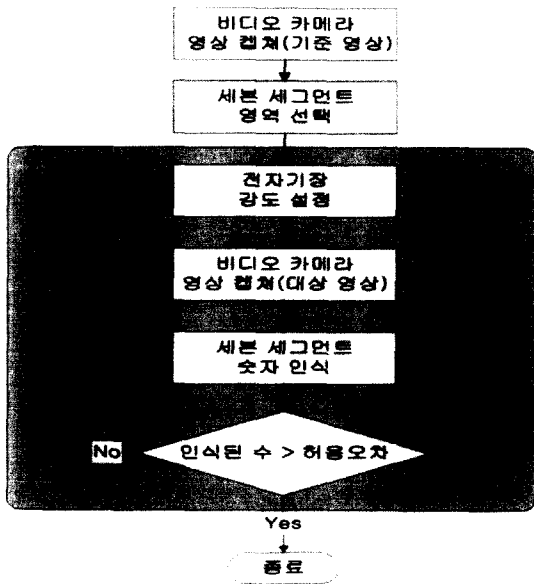 비디오 카메라
영상 캡쳐(기준 영상)
세븐 세그먼트
영역 선택
전자기장
강도 설정
비디오 카메라
영상 캡쳐(대상 영상)
세븐 세그먼트
숫자 인식
No
인식된 수 > 허용오차
Yes
종료